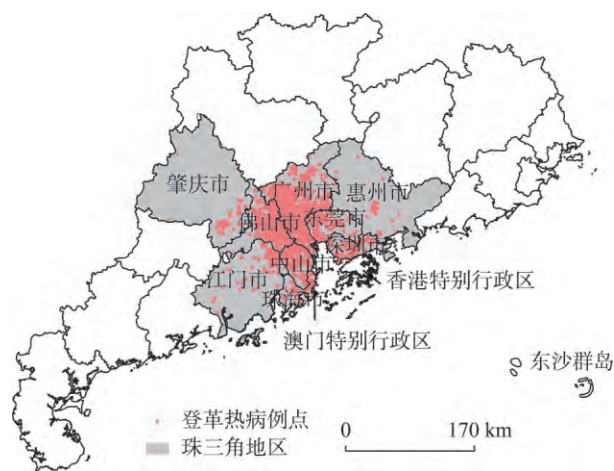 肇庆市
广州市
惠州市
佛山市
东莞市
深圳市
中山市
江门市
珠海市
香港特别行政区
澳门特别行政区
东沙群岛
登革热病例点
0 170 km
珠三角地区